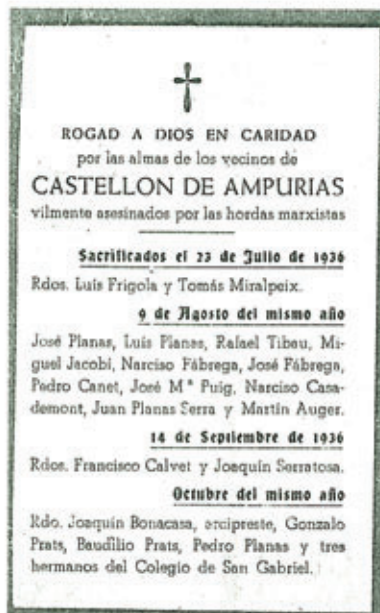 ROGAD A DIOS EN CARIDAD
por las almas de los vecinos de
CASTELLON DE AMPURIAS
vilmente asesinados por las hordas marxistas
Sacrificados el 23 de Julio de 1936
Rdos. Luís Frigola y Tomás Miralpeix.
9 de Agosto del mismo año
José Planas, Luís Planas, Rafael Tibau, Mi-
guel Jacobi, Narciso Fábrega, José Fábrega,
Pedro Canet, José Mª Puig, Narciso Casa-
demont, Juan Planas Serra y Martín Auger.
14 de Septiembre de 1936
Rdos. Francisco Calvet y Joaquín Serratosa.
Octubre del mismo año
Rdo. Joaquín Bonacasa, arcipreste, Gonzalo
Prats, Baudilio Prats, Pedro Planas y tres
hermanos del Colegio de San Gabriel.